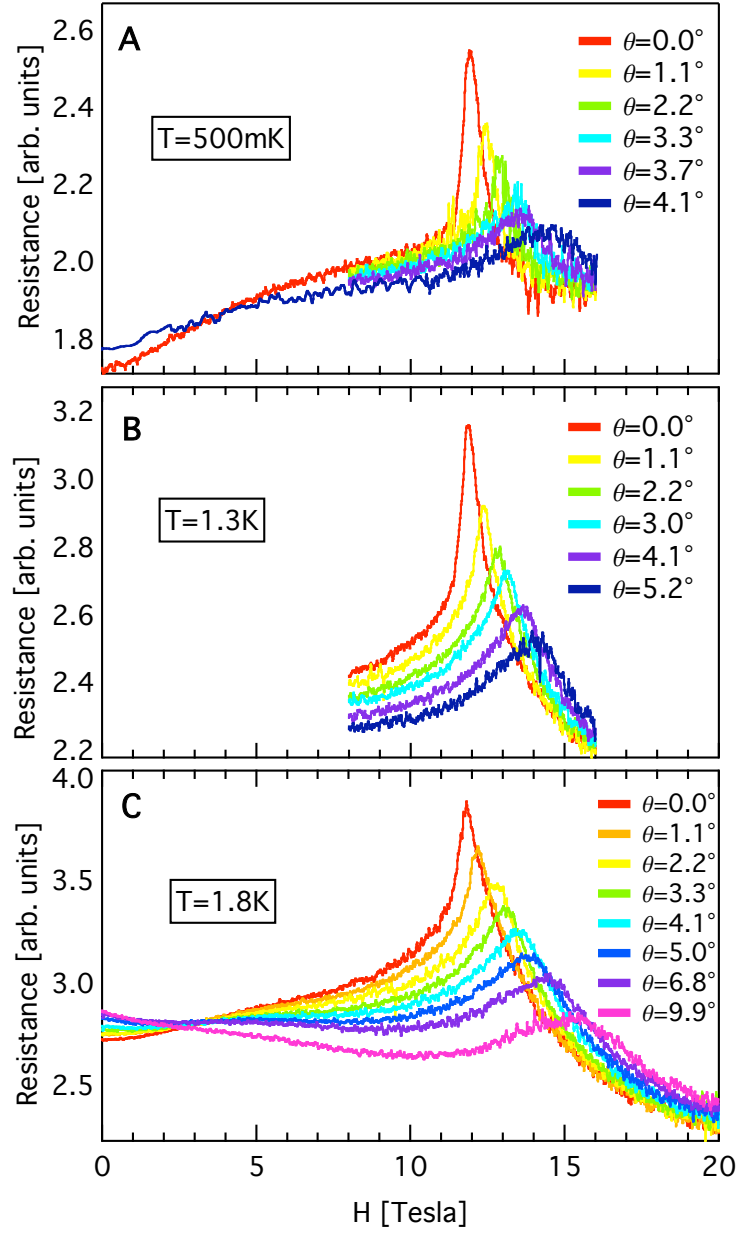 A
T=500mK
θ=0.0°
θ=1.1°
θ=2.2°
θ=3.3°
θ=3.7°
θ=4.1°
2.6
2.4
2.2
2.0
1.8
Resistance [arb. units]
B
T=1.3K
θ=0.0°
θ=1.1°
θ=2.2°
θ=3.0°
θ=4.1°
θ=5.2°
3.2
3.0
2.8
2.6
2.4
2.2
Resistance [arb. units]
C
T=1.8K
θ=0.0°
θ=1.1°
θ=2.2°
θ=3.3°
θ=4.1°
θ=5.0°
θ=6.8°
θ=9.9°
4.0
3.5
3.0
2.5
Resistance [arb. units]
0 5 10 15 20
H [Tesla]